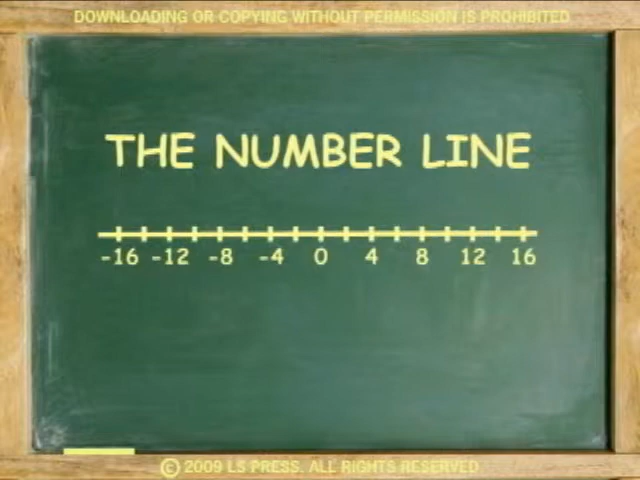 DOWNLOADING OR COPYING WITHOUT PERMISSION IS PROHIBITED
THE NUMBER LINE
-16 -12 -8 -4 0 4 8 12 16
© 2009 LS PRESS. ALL RIGHTS RESERVED